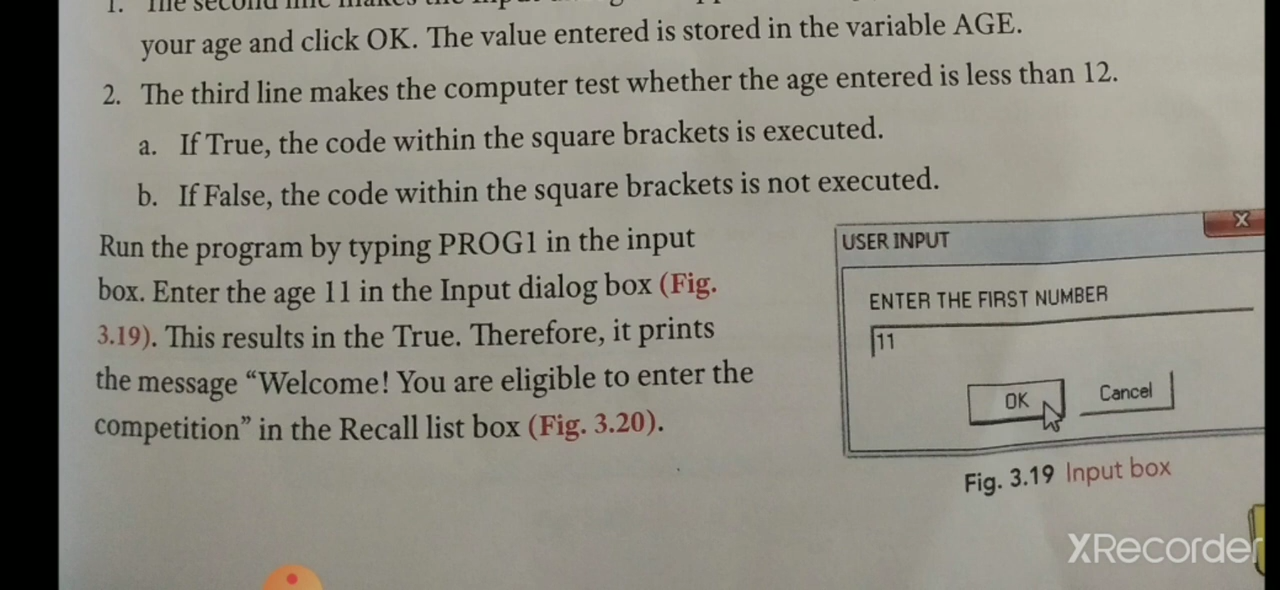 1. The second line makes the
your age and click OK. The value entered is stored in the variable AGE.
2. The third line makes the computer test whether the age entered is less than 12.
a. If True, the code within the square brackets is executed.
b. If False, the code within the square brackets is not executed.
Run the program by typing PROG1 in the input
box. Enter the age 11 in the Input dialog box (Fig.
3.19). This results in the True. Therefore, it prints
the message “Welcome! You are eligible to enter the
competition” in the Recall list box (Fig. 3.20).
USER INPUT
X
ENTER THE FIRST NUMBER
11
OK Cancel
Fig. 3.19 Input box
XRecorder